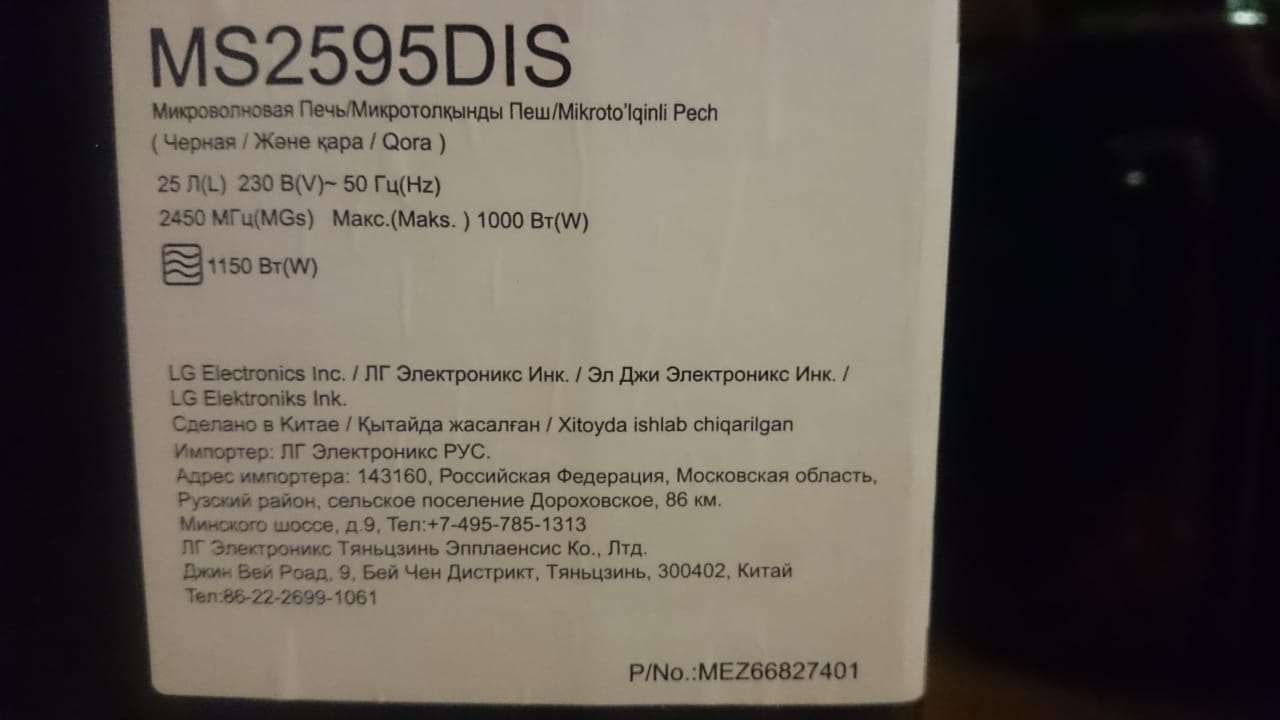 MS2595DIS
Микроволновая Печь/Микротолқынды Пеш/Mikroto'lqinli Pech
( Черная / Және қара / Qora )
25 Л(L) 230 В(V)~ 50 Гц(Hz)
2450 МГц(MGs) Макс.(Maks. ) 1000 Вт(W)
1150 Вт(W)
LG Electronics Inc. / ЛГ Электроникс Инк. / Эл Джи Электроникс Инк. /
LG Elektroniks Ink.
Сделано в Китае / Қытайда жасалған / Xitoyda ishlab chiqarilgan
Импортер: ЛГ Электроникс РУС.
Адрес импортера: 143160, Российская Федерация, Московская область,
Рузский район, сельское поселение Дороховское, 86 км.
Минского шоссе, д.9, Тел:+7-495-785-1313
ЛГ Электроникс Тяньцзинь Эпплаенсис Ко., Лтд.
Джин Вей Роад, 9, Бей Чен Дистрикт, Тяньцзинь, 300402, Китай
Тел:86-22-2699-1061
P/No.:MEZ66827401